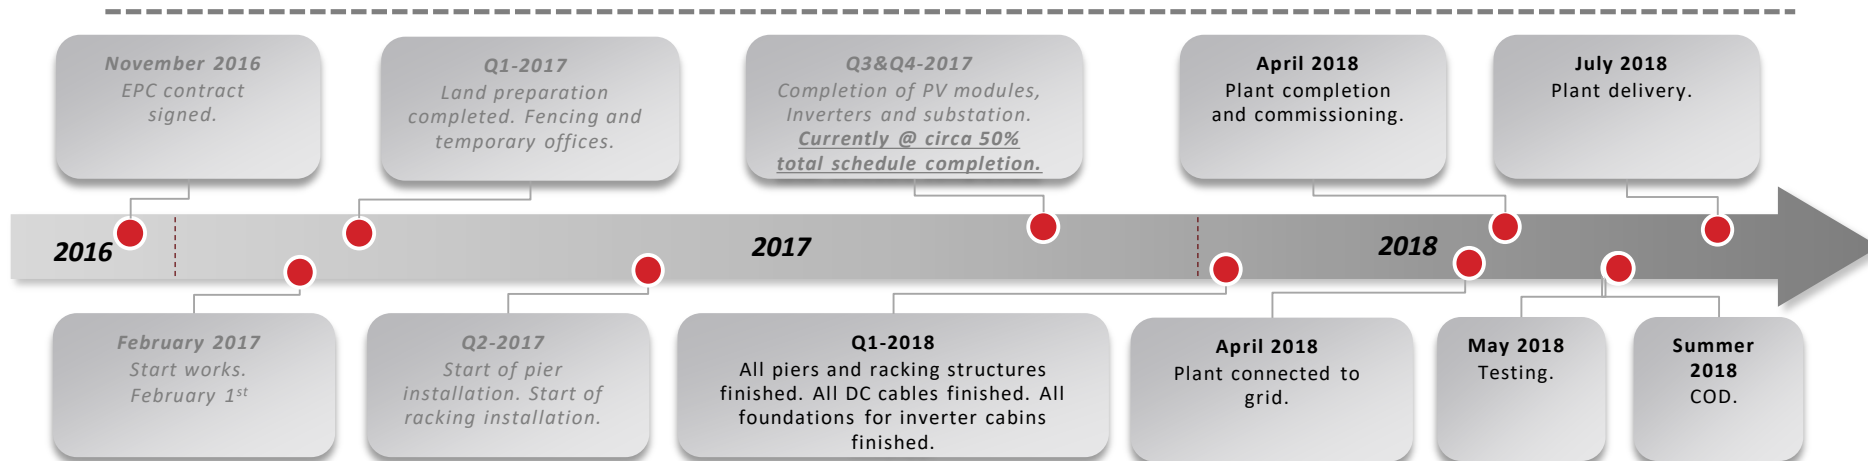 November 2016
EPC contract
signed.
Q1-2017
Land preparation
completed. Fencing and
temporary offices.
Q3&Q4-2017
Completion of PV modules,
Inverters and substation.
Currently @ circa 50%
total schedule completion.
April 2018
Plant completion
and commissioning.
July 2018
Plant delivery.
2016
2017
2018
February 2017
Start works.
February 1st
Q2-2017
Start of pier
installation. Start of
racking installation.
Q1-2018
All piers and racking structures
finished. All DC cables finished. All
foundations for inverter cabins
finished.
April 2018
Plant connected to
grid.
May 2018
Testing.
Summer
2018
COD.